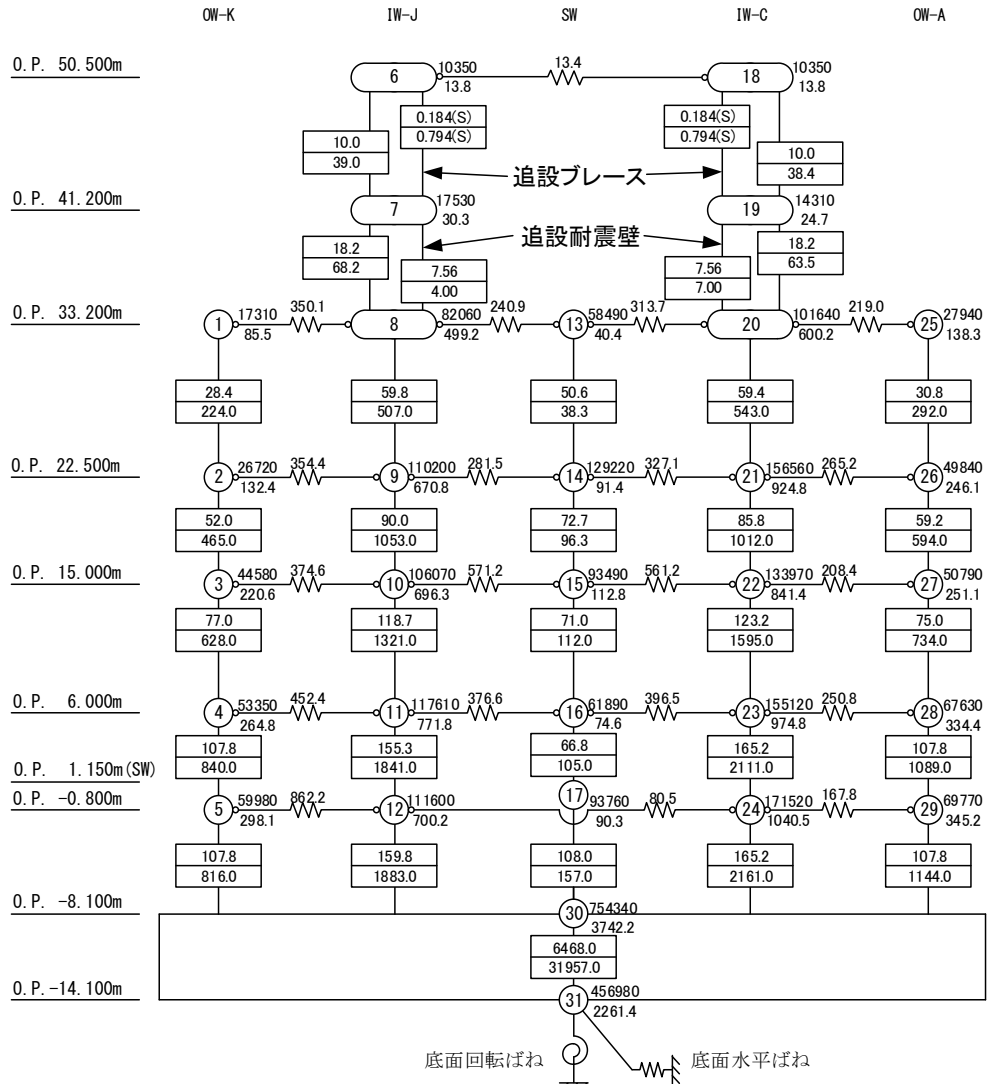 OW-K IW-J SW IW-C OW-A
O.P. 50.500m
6 10350 13.4 18 10350
13.8 13.8
0.184(S) 0.184(S)
0.794(S) 0.794(S)
10.0 10.0
39.0 38.4
追設ブレース
O.P. 41.200m
7 17530 19 14310
30.3 24.7
追設耐震壁
18.2 18.2
68.2 63.5
7.56 7.56
4.00 7.00
O.P. 33.200m
1 17310 350.1 8 82060 240.9 13 58490 313.7 20 101640 219.0 25 27940
85.5 499.2 40.4 600.2 138.3
28.4 59.8 50.6 59.4 30.8
224.0 507.0 38.3 543.0 292.0
O.P. 22.500m
2 26720 354.4 9 110200 281.5 14 129220 327.1 21 156560 265.2 26 49840
132.4 670.8 91.4 924.8 246.1
52.0 90.0 72.7 85.8 59.2
465.0 1053.0 96.3 1012.0 594.0
O.P. 15.000m
3 44580 374.6 10 106070 571.2 15 93490 561.2 22 133970 208.4 27 50790
220.6 696.3 112.8 841.4 251.1
77.0 118.7 71.0 123.2 75.0
628.0 1321.0 112.0 1595.0 734.0
O.P. 6.000m
4 53350 452.4 11 117610 376.6 16 61890 396.5 23 155120 250.8 28 67630
264.8 771.8 74.6 974.8 334.4
107.8 155.3 66.8 165.2 107.8
840.0 1841.0 105.0 2111.0 1089.0
O.P. 1.150m(SW)
O.P. -0.800m
5 59980 862.2 12 111600 17 93760 80.5 24 171520 167.8 29 69770
298.1 700.2 90.3 1040.5 345.2
107.8 159.8 108.0 165.2 107.8
816.0 1883.0 157.0 2161.0 1144.0
O.P. -8.100m
30 754340
3742.2
6468.0
31957.0
O.P.-14.100m
31 456980
2261.4
底面回転ばね 底面水平ばね